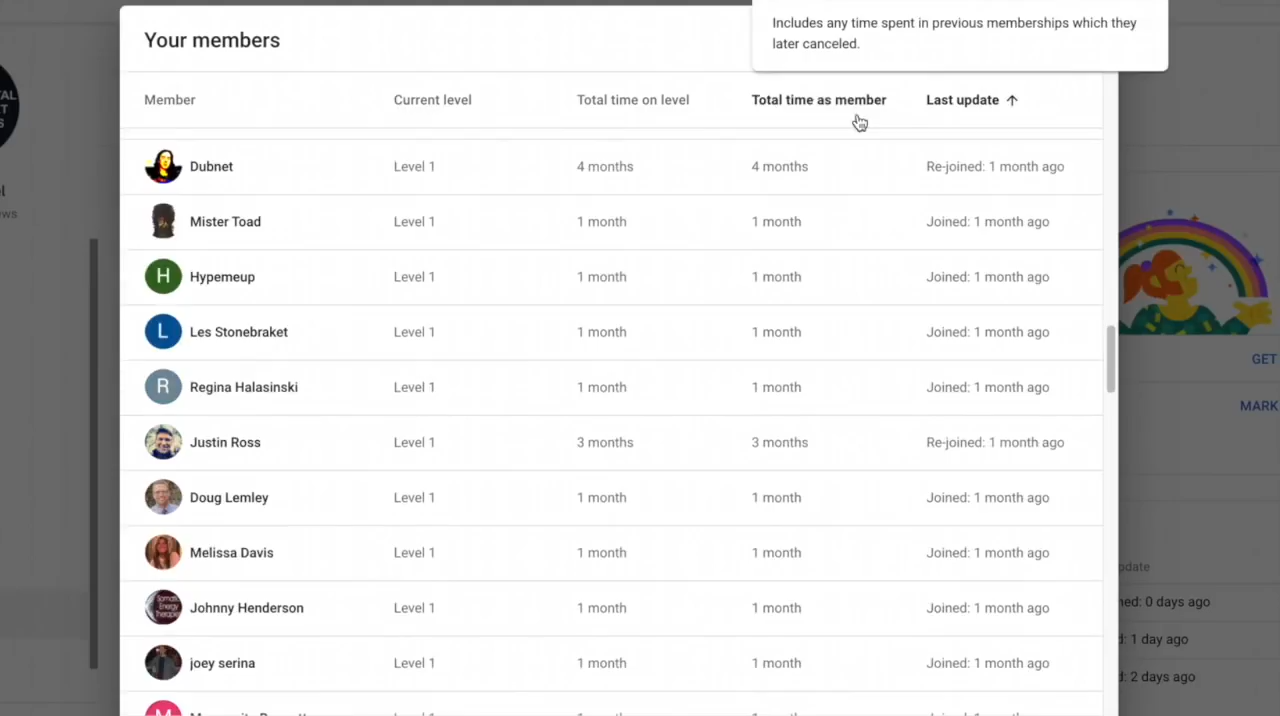 Includes any time spent in previous memberships which they
later canceled.
Your members
Member Current level Total time on level Total time as member Last update
Dubnet Level 1 4 months 4 months Re-joined: 1 month ago
Mister Toad Level 1 1 month 1 month Joined: 1 month ago
H Hypemeup Level 1 1 month 1 month Joined: 1 month ago
L Les Stonebraket Level 1 1 month 1 month Joined: 1 month ago
R Regina Halasinski Level 1 1 month 1 month Joined: 1 month ago
Justin Ross Level 1 3 months 3 months Re-joined: 1 month ago
Doug Lemley Level 1 1 month 1 month Joined: 1 month ago
Melissa Davis Level 1 1 month 1 month Joined: 1 month ago
Somatic Energy Therapies Johnny Henderson Level 1 1 month 1 month Joined: 1 month ago
joey serina Level 1 1 month 1 month Joined: 1 month ago
GET
MARK
pdate
ned: 0 days ago
d: 1 day ago
d: 2 days ago